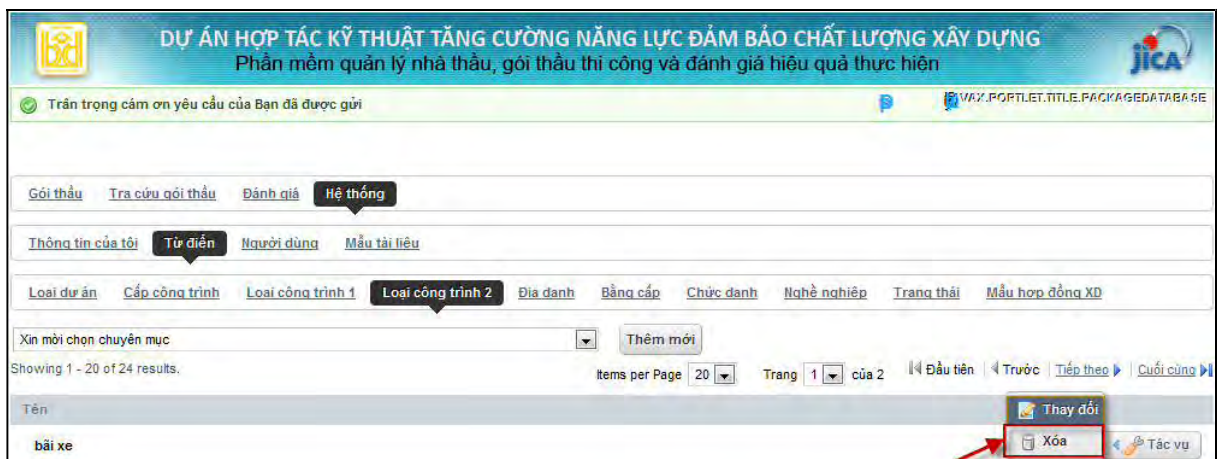 DỰ ÁN HỢP TÁC KỸ THUẬT TĂNG CƯỜNG NĂNG LỰC ĐẢM BẢO CHẤT LƯỢNG XÂY DỰNG
Phần mềm quản lý nhà thầu, gói thầu thi công và đánh giá hiệu quả thực hiện
jica
Trân trọng cám ơn yêu cầu của Bạn đã được gửi
VAX.PORTLET.TITLE.PACKAGEDATABASE
Gói thầu Tra cứu gói thầu Đánh giá Hệ thống
Thông tin của tôi Từ điển Người dùng Mẫu tài liệu
Loại dự án Cấp công trình Loại công trình 1 Loại công trình 2 Địa danh Bằng cấp Chức danh Nghề nghiệp Trạng thái Mẫu hợp đồng XD
Xin mời chọn chuyên mục Thêm mới
Showing 1 - 20 of 24 results. Items per Page 20 Trang 1 của 2 Đầu tiên Trước Tiếp theo Cuối cùng
Tên
Thay đổi
bãi xe Xóa Tác vụ